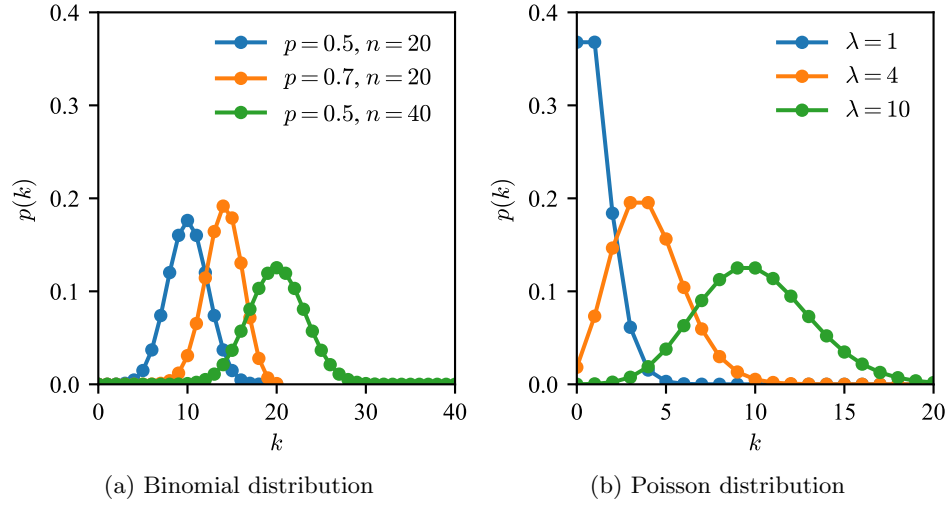 0.4
0.3
0.2
0.1
0.0
p(k)
0 10 20 30 40
k
p = 0.5, n = 20
p = 0.7, n = 20
p = 0.5, n = 40
(a) Binomial distribution
0.4
0.3
0.2
0.1
0.0
p(k)
0 5 10 15 20
k
λ = 1
λ = 4
λ = 10
(b) Poisson distribution